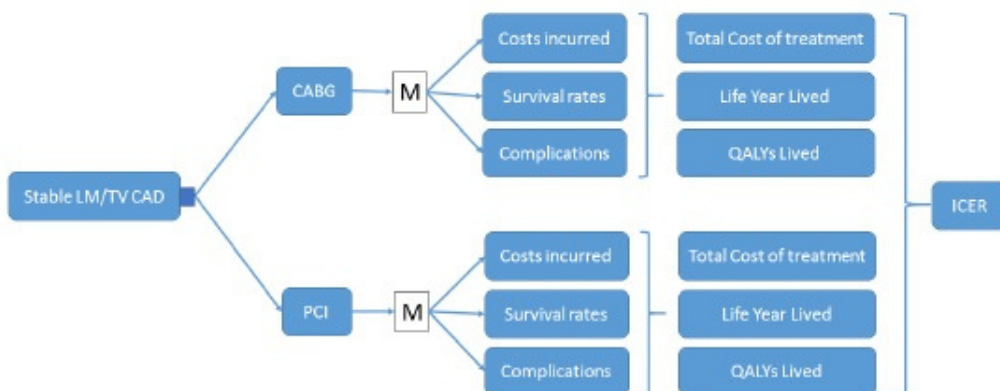 Stable LM/TV CAD
CABG
M
Costs incurred
Survival rates
Complications
Total Cost of treatment
Life Year Lived
QALYs Lived
PCI
M
Costs incurred
Survival rates
Complications
Total Cost of treatment
Life Year Lived
QALYs Lived
ICER